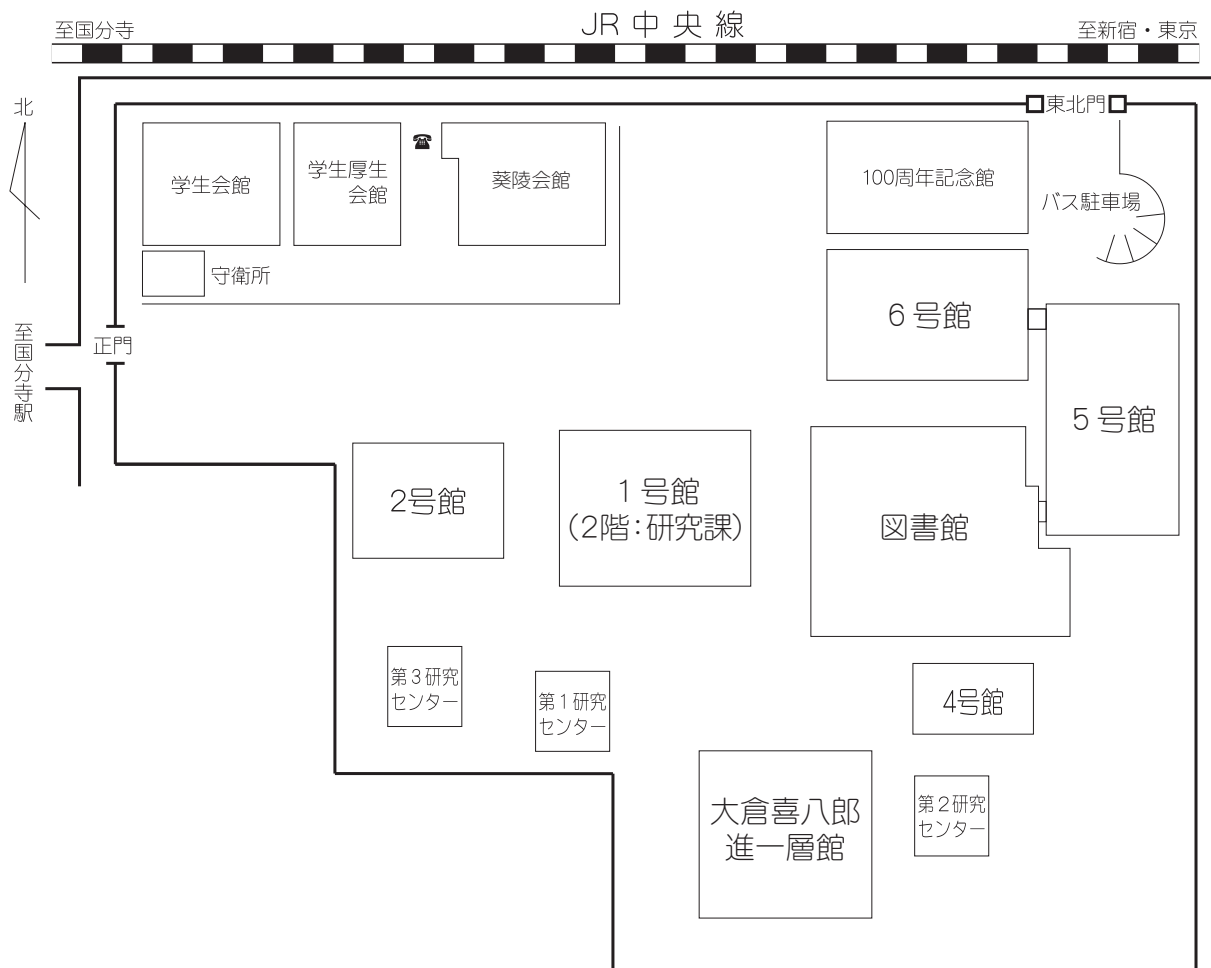 至国分寺
JR 中 央 線
至新宿・東京
北
東北門
学生会館
学生厚生
会館
葵陵会館
100周年記念館
バス駐車場
守衛所
6 号館
至国分寺駅
正門
5 号館
2号館
1 号館
(2階:研究課)
図書館
第3研究
センター
第1研究
センター
4号館
大倉喜八郎
進一層館
第2研究
センター